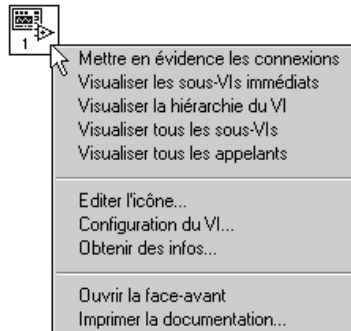 1
Mettre en évidence les connexions
Visualiser les sous-VIs immédiats
Visualiser la hiérarchie du VI
Visualiser tous les sous-VIs
Visualiser tous les appelants
Editer l'icône...
Configuration du VI...
Obtenir des infos...
Ouvrir la face-avant
Imprimer la documentation...